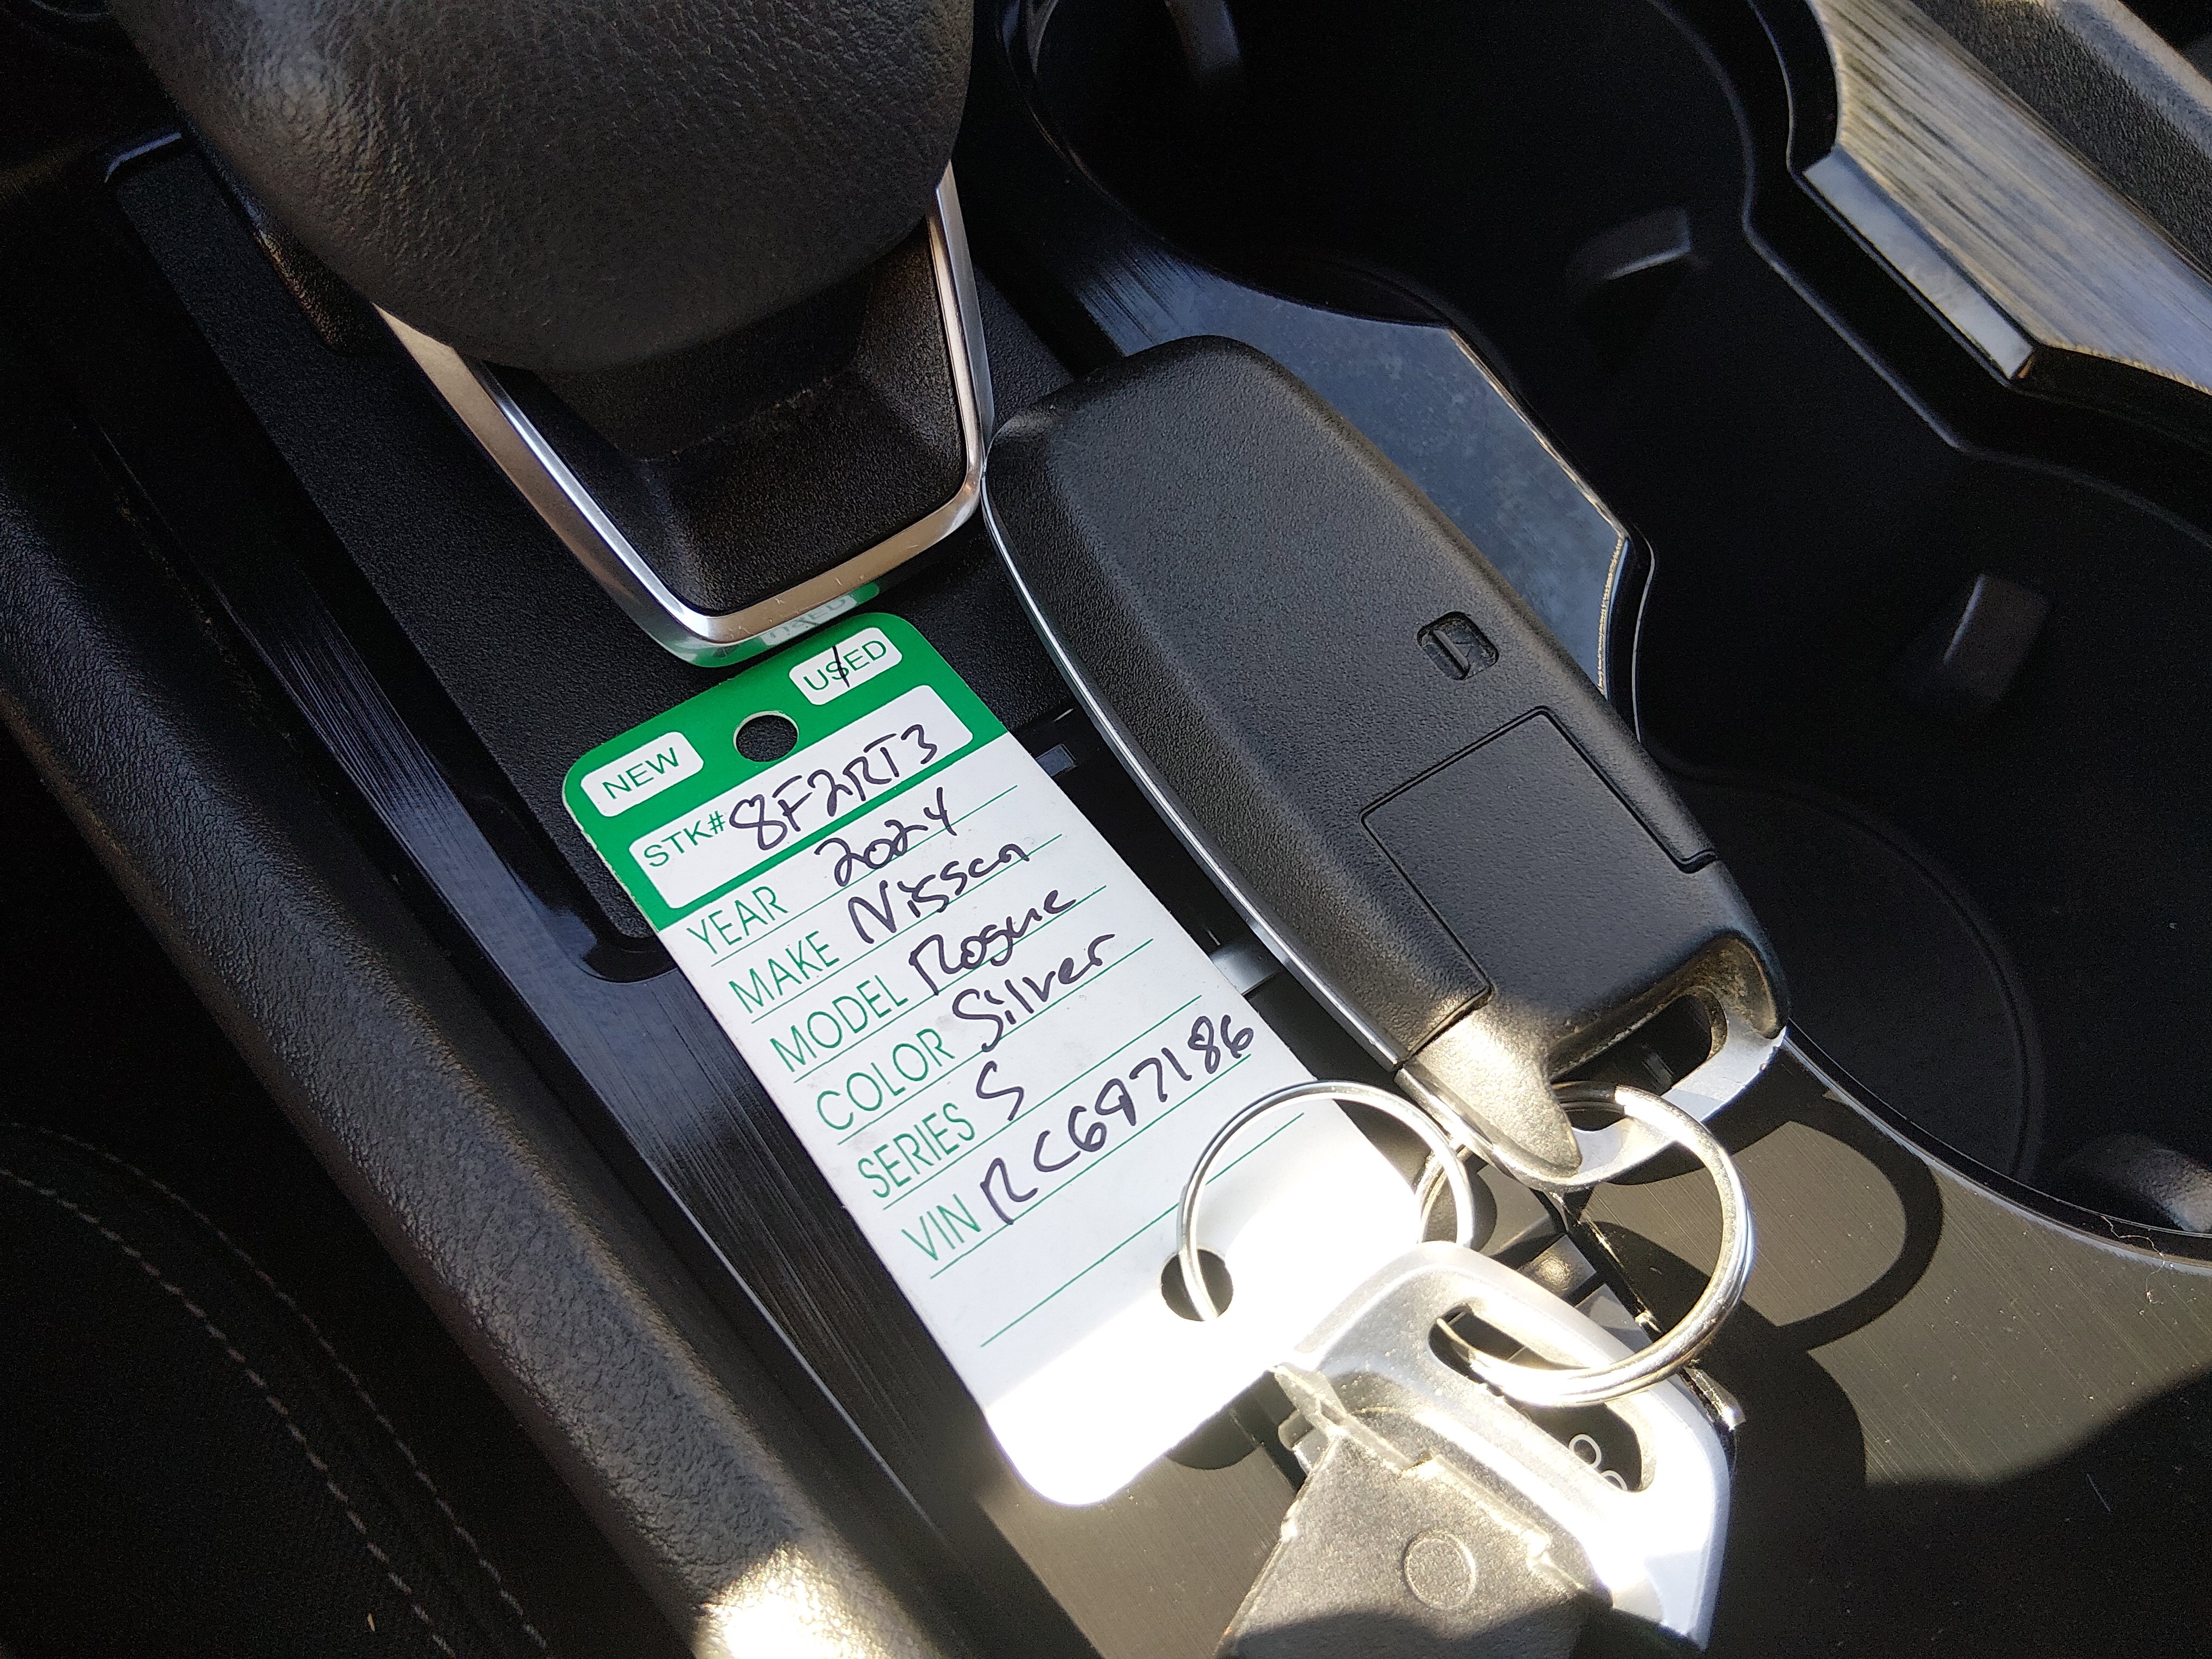 NEW USED
STK# 8F2RT3
YEAR 2024
MAKE Nissan
MODEL Rogue
COLOR Silver
SERIES S
VIN RC697186